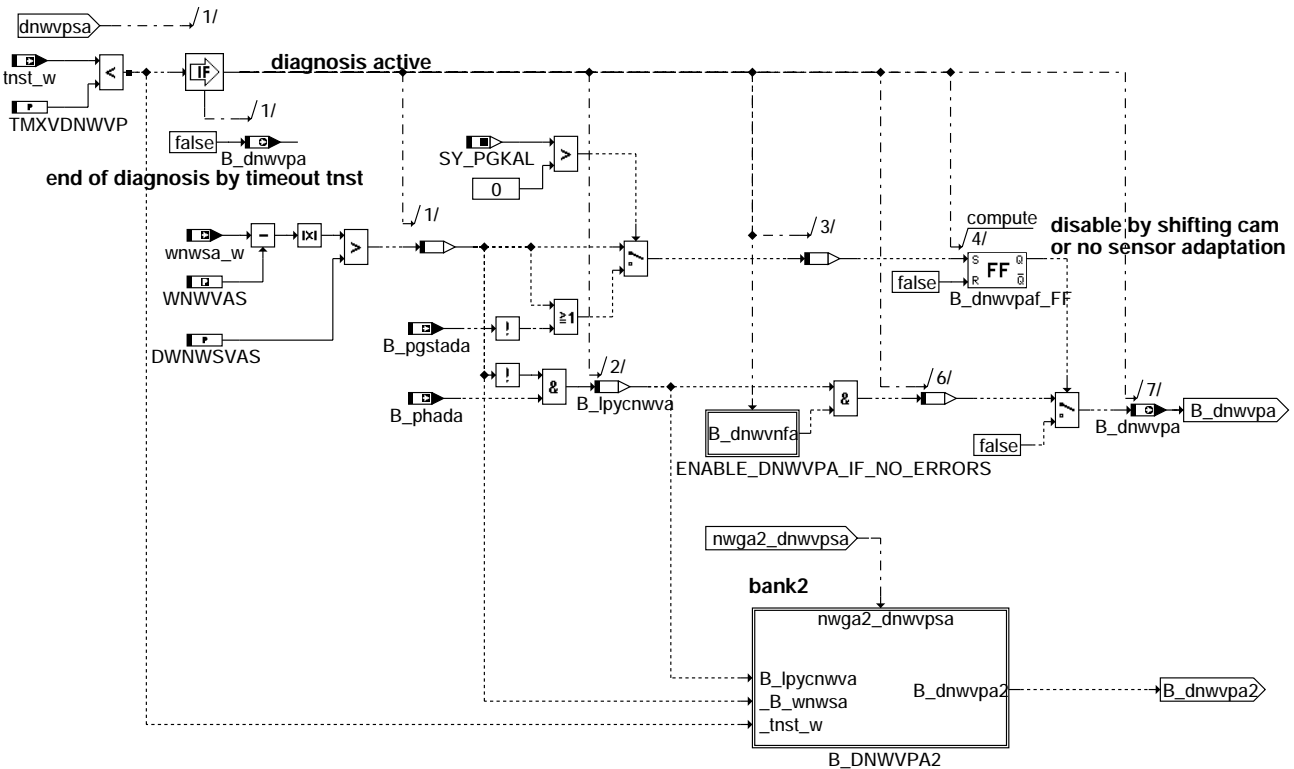 dnwvpsa
/1/
tnst_w
<
IF
diagnosis active
P
TMXVDNWVP
/1/
false
B_dnwvpa
end of diagnosis by timeout tnst
SY_PGKAL
>
0
/1/
/3/
compute
4/
disable by shifting cam
or no sensor adaptation
wnwsa_w
−
|x|
>
WNWVAS
P
S Q
FF
R Q̅
false
B_dnwvpaf_FF
P
DWNWSVAS
B_pgstada
!
≧1
B_phada
!
&
/2/
B_lpycnwva
&
/6/
/7/
B_dnwvpa
B_dnwvpa
false
B_dnwvnfa
ENABLE_DNWVPA_IF_NO_ERRORS
nwga2_dnwvpsa
bank2
nwga2_dnwvpsa
B_lpycnwva
_B_wnwsa
_tnst_w
B_dnwvpa2
B_dnwvpa2
B_DNWVPA2